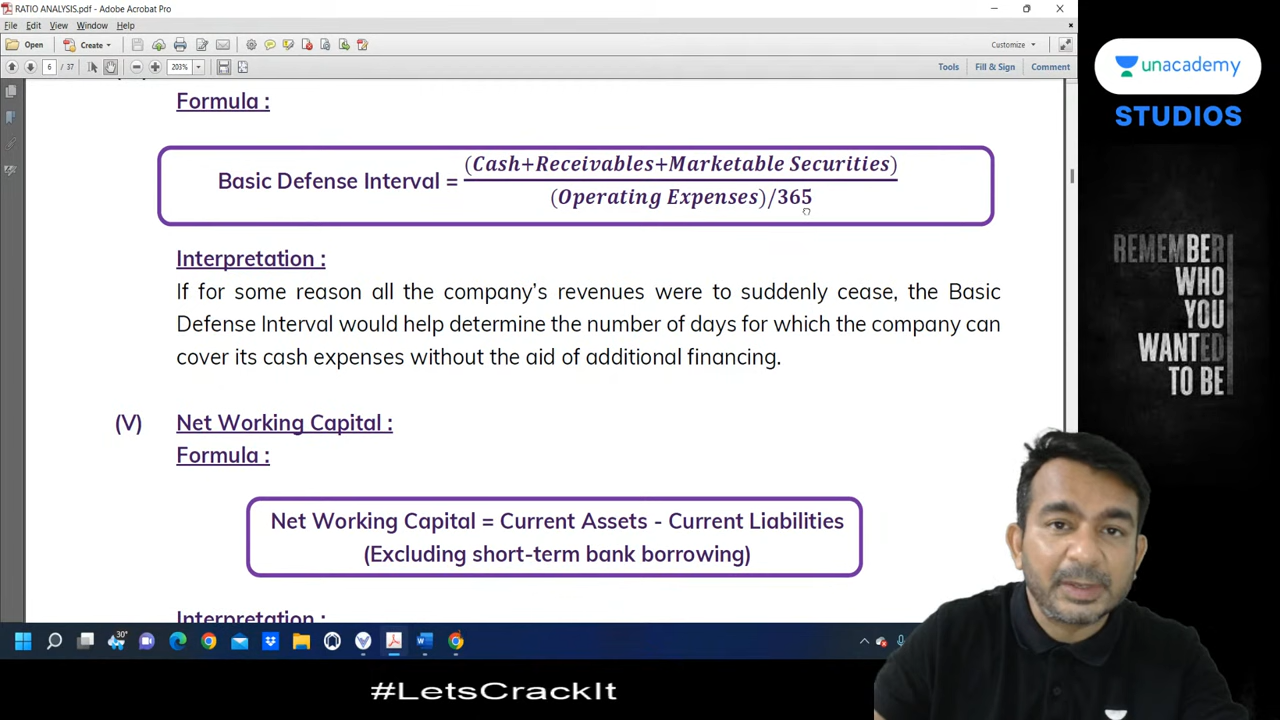 RATIO ANALYSIS.pdf - Adobe Acrobat Pro
File Edit View Window Help
Open Create Customize
6 / 37 203% Tools Fill & Sign Comment
Formula :
Basic Defense Interval = (Cash+Receivables+Marketable Securities)
(Operating Expenses)/365
Interpretation :
If for some reason all the company's revenues were to suddenly cease, the Basic
Defense Interval would help determine the number of days for which the company can
cover its cash expenses without the aid of additional financing.
(V) Net Working Capital :
Formula :
Net Working Capital = Current Assets - Current Liabilities
(Excluding short-term bank borrowing)
Interpretation :
30°
#LetsCrackIt
unacademy
STUDIOS
REMEMBER
WHO
YOU
WANTED
TO BE